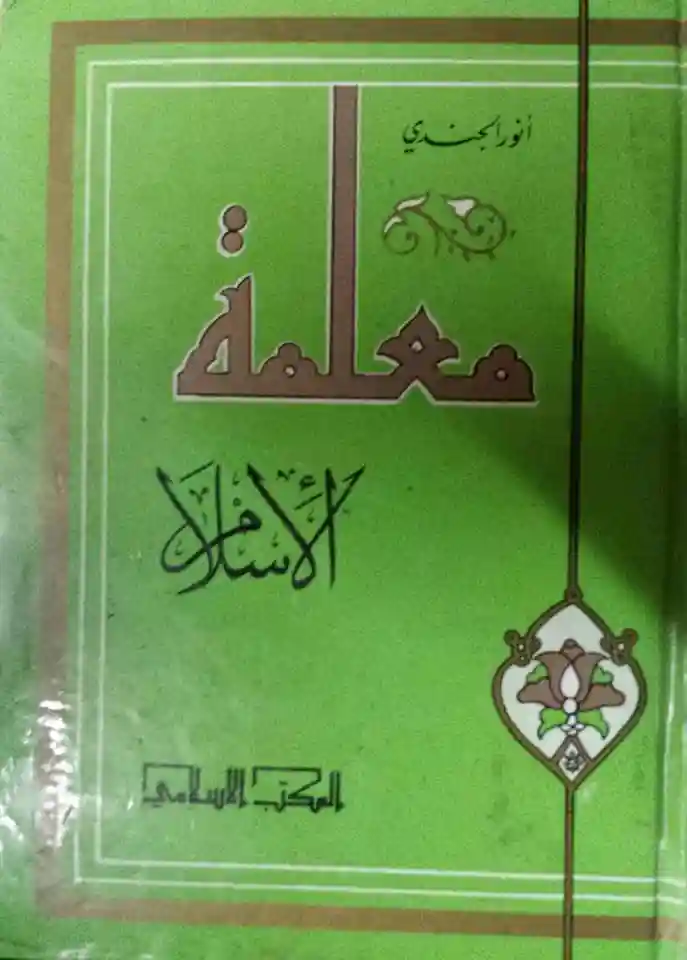 أنور الجندي
معلمة
الإسلام
المكتب الإسلامي